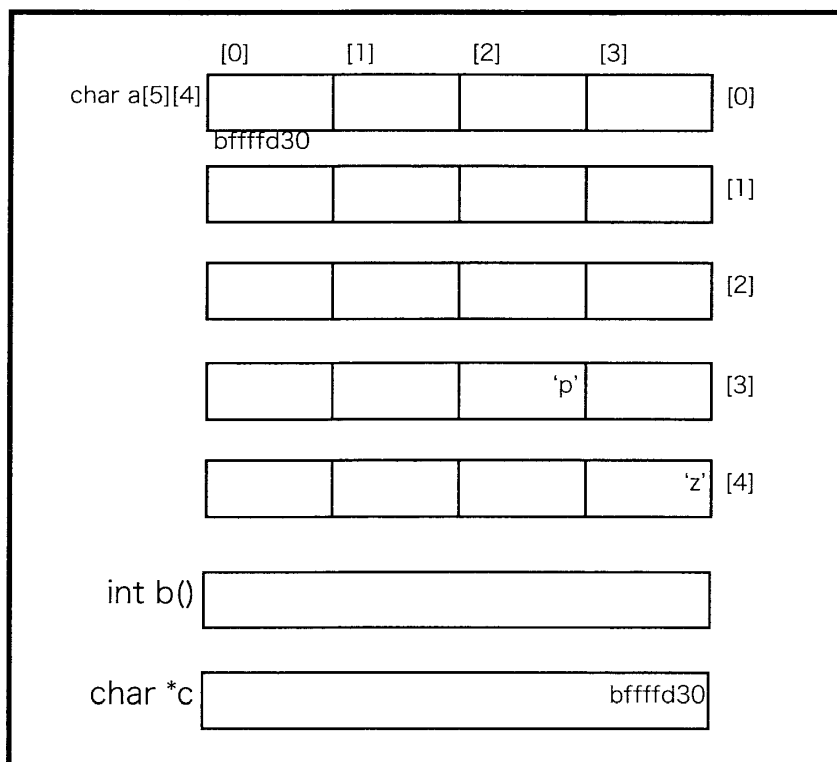 [0] [1] [2] [3]
char a[5][4] [0]
bffffd30
[1]
[2]
‘p’ [3]
‘z’ [4]
int b()
char *c bffffd30